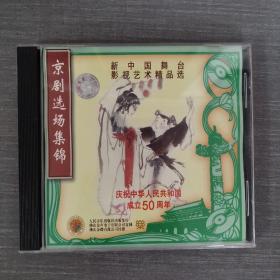 京剧选场集锦
新中国舞台
影视艺术精品选
庆祝中华人民共和国
成立50周年